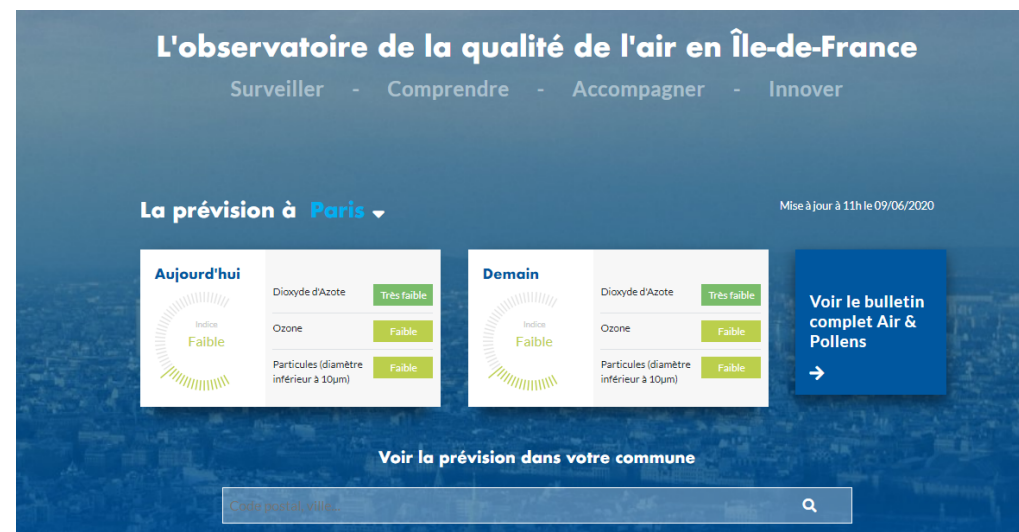 L'observatoire de la qualité de l'air en Île-de-France
Surveiller - Comprendre - Accompagner - Innover
La prévision à Paris
Mise à jour à 11h le 09/06/2020
Aujourd'hui
Indice
Faible
Dioxyde d'Azote
Très faible
Ozone
Faible
Particules (diamètre
inférieur à 10µm)
Faible
Demain
Indice
Faible
Dioxyde d'Azote
Très faible
Ozone
Faible
Particules (diamètre
inférieur à 10µm)
Faible
Voir le bulletin
complet Air &
Pollens
Voir la prévision dans votre commune